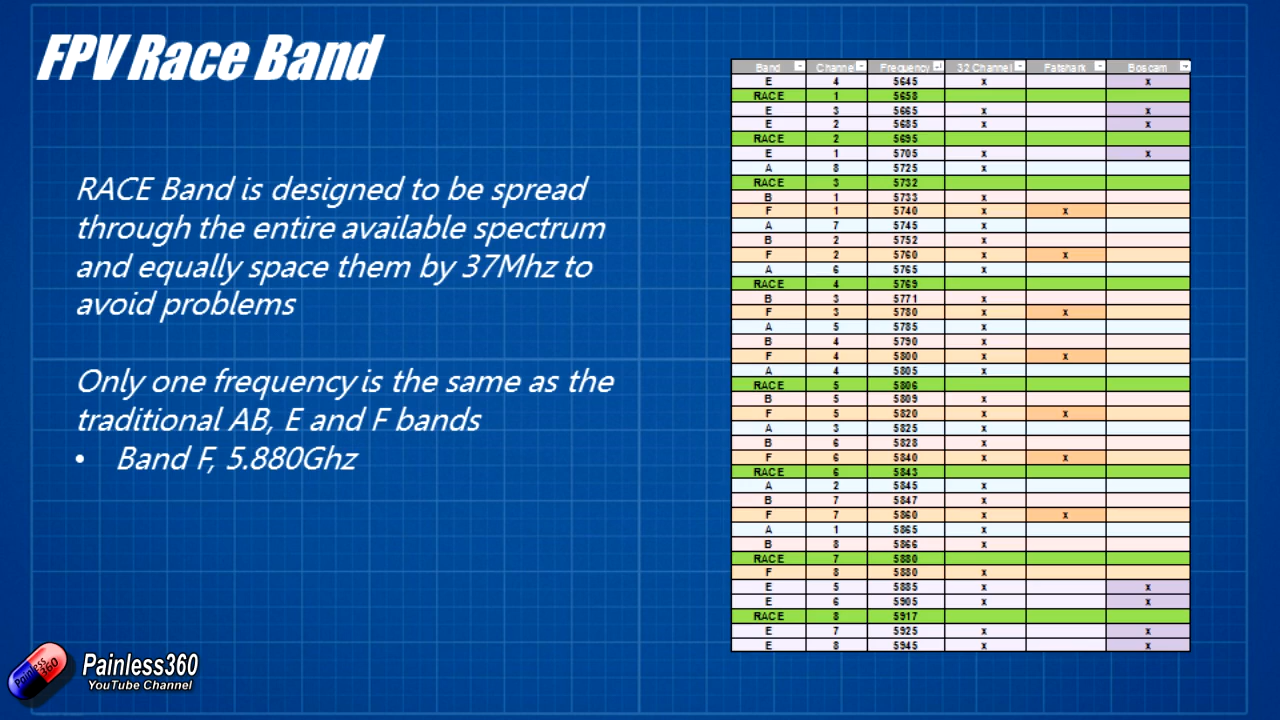 FPV Race Band
RACE Band is designed to be spread
through the entire available spectrum
and equally space them by 37Mhz to
avoid problems
Only one frequency is the same as the
traditional AB, E and F bands
• Band F, 5.880Ghz
Band Channel Frequency 32 Channel Fatshark Boscam
E 4 5645 x x
RACE 1 5658
E 3 5665 x x
E 2 5685 x x
RACE 2 5695
E 1 5705 x x
A 8 5725 x
RACE 3 5732
B 1 5733 x
F 1 5740 x x
A 7 5745 x
B 2 5752 x
F 2 5760 x x
A 6 5765 x
RACE 4 5769
B 3 5771 x
F 3 5780 x x
A 5 5785 x
B 4 5790 x
F 4 5800 x x
A 4 5805 x
RACE 5 5806
B 5 5809 x
F 5 5820 x x
A 3 5825 x
B 6 5828 x
F 6 5840 x x
RACE 6 5843
A 2 5845 x
B 7 5847 x
F 7 5860 x x
A 1 5865 x
B 8 5866 x
RACE 7 5880
F 8 5880 x
E 5 5885 x x
E 6 5905 x x
RACE 8 5917
E 7 5925 x x
E 8 5945 x x
Painless 360
Painless360
YouTube Channel